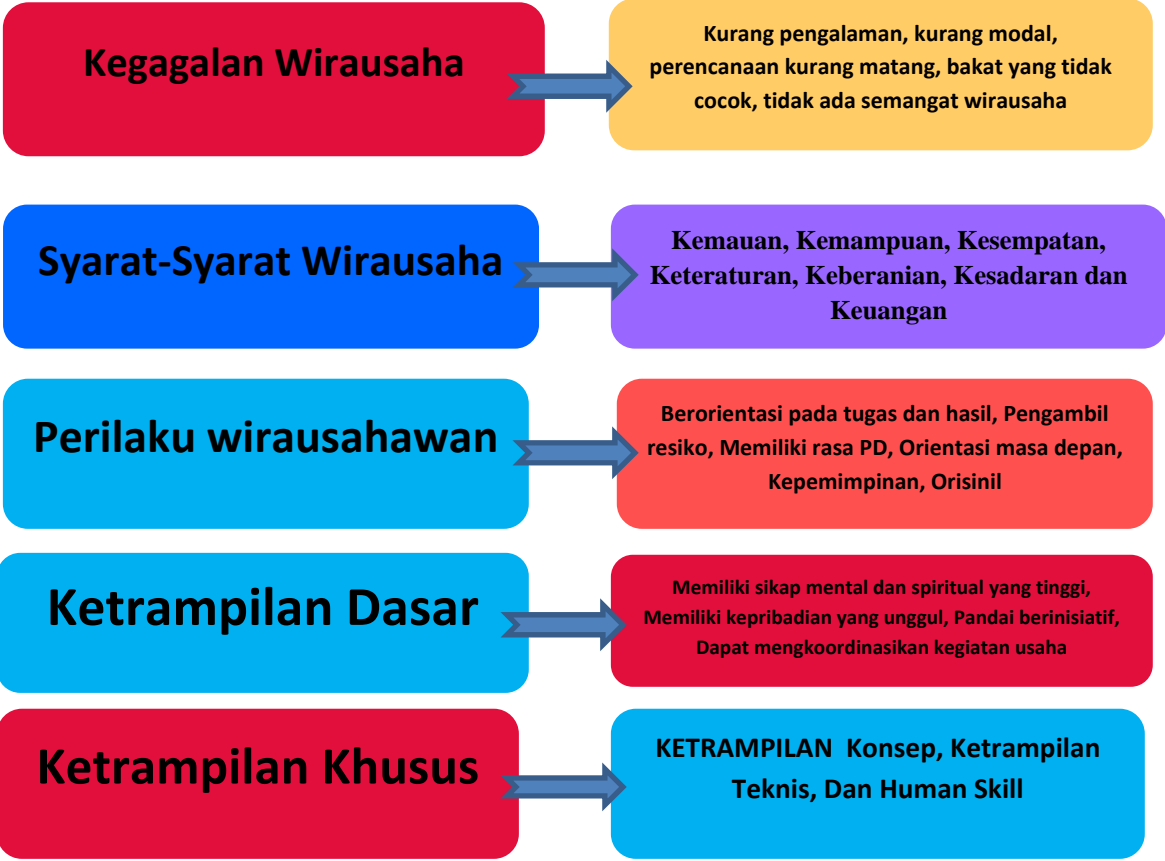 Kegagalan Wirausaha
Kurang pengalaman, kurang modal,
perencanaan kurang matang, bakat yang tidak
cocok, tidak ada semangat wirausaha
Syarat-Syarat Wirausaha
Kemauan, Kemampuan, Kesempatan,
Keteraturan, Keberanian, Kesadaran dan
Keuangan
Perilaku wirausahawan
Berorientasi pada tugas dan hasil, Pengambil
resiko, Memiliki rasa PD, Orientasi masa depan,
Kepemimpinan, Orisinil
Ketrampilan Dasar
Memiliki sikap mental dan spiritual yang tinggi,
Memiliki kepribadian yang unggul, Pandai berinisiatif,
Dapat mengkoordinasikan kegiatan usaha
Ketrampilan Khusus
KETRAMPILAN Konsep, Ketrampilan
Teknis, Dan Human Skill